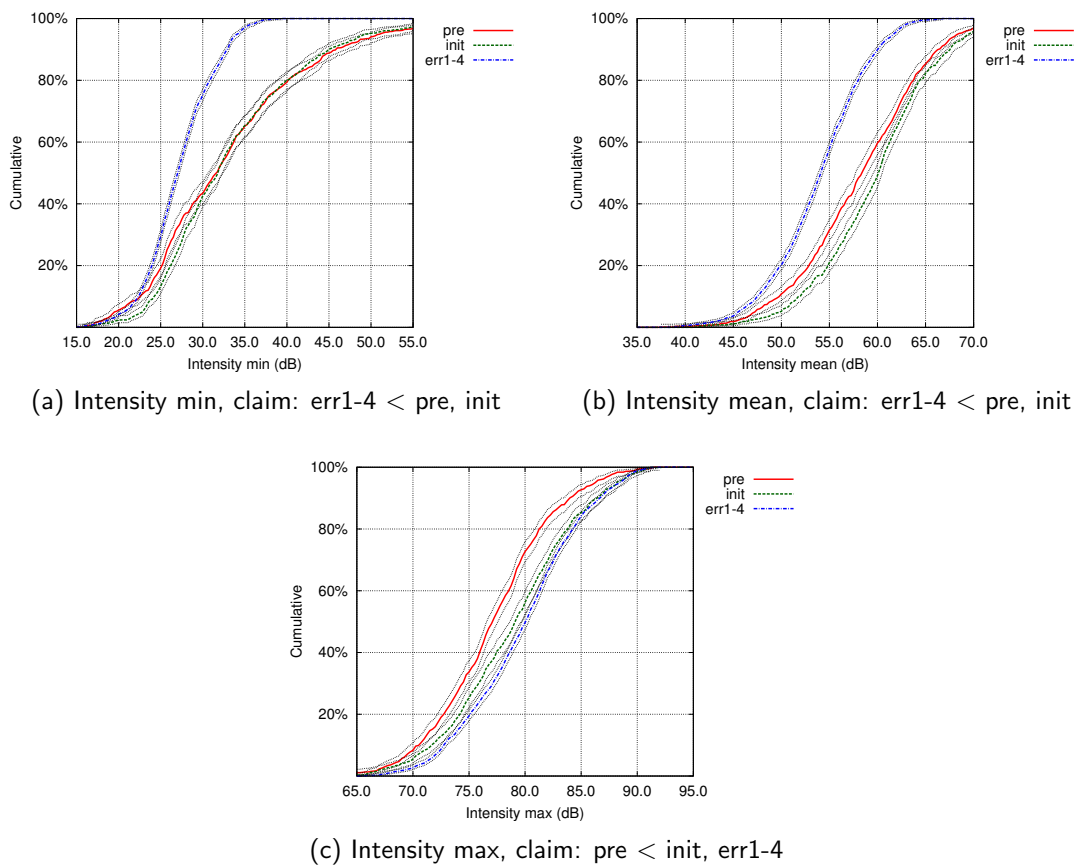 100%
80%
60%
40%
20%
Cumulative
15.0 20.0 25.0 30.0 35.0 40.0 45.0 50.0 55.0
Intensity min (dB)
pre
init
err1-4
(a) Intensity min, claim: err1-4 < pre, init
100%
80%
60%
40%
20%
Cumulative
35.0 40.0 45.0 50.0 55.0 60.0 65.0 70.0
Intensity mean (dB)
pre
init
err1-4
(b) Intensity mean, claim: err1-4 < pre, init
100%
80%
60%
40%
20%
Cumulative
65.0 70.0 75.0 80.0 85.0 90.0 95.0
Intensity max (dB)
pre
init
err1-4
(c) Intensity max, claim: pre < init, err1-4